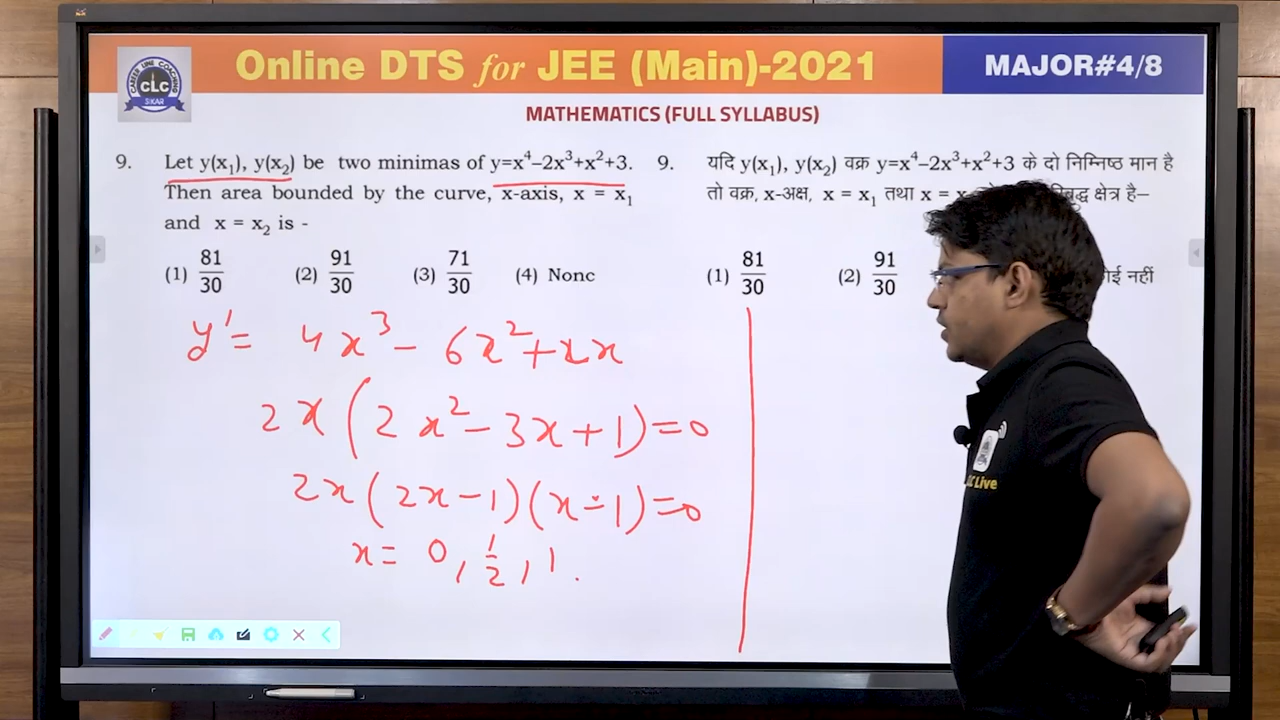 Online DTS for JEE (Main)-2021
MAJOR#4/8
CAREER LINE COACHING
CLC
SIKAR
MATHEMATICS (FULL SYLLABUS)
9. Let y(x₁), y(x₂) be two minimas of y=x⁴–2x³+x²+3.
Then area bounded by the curve, x-axis, x = x₁
and x = x₂ is -
(1) 81/30 (2) 91/30 (3) 71/30 (4) Nonc
9. यदि y(x₁), y(x₂) वक्र y=x⁴–2x³+x²+3 के दो निम्निष्ठ मान है
तो वक्र, x-अक्ष, x = x₁ तथा x = x क्षेत्र है–
(1) 81/30 (2) 91/30 नहीं
y' = 4x³ – 6x² + 2x
2x (2x² – 3x + 1) = 0
2x (2x – 1)(x – 1) = 0
x = 0, 1/2, 1.
CLC Live